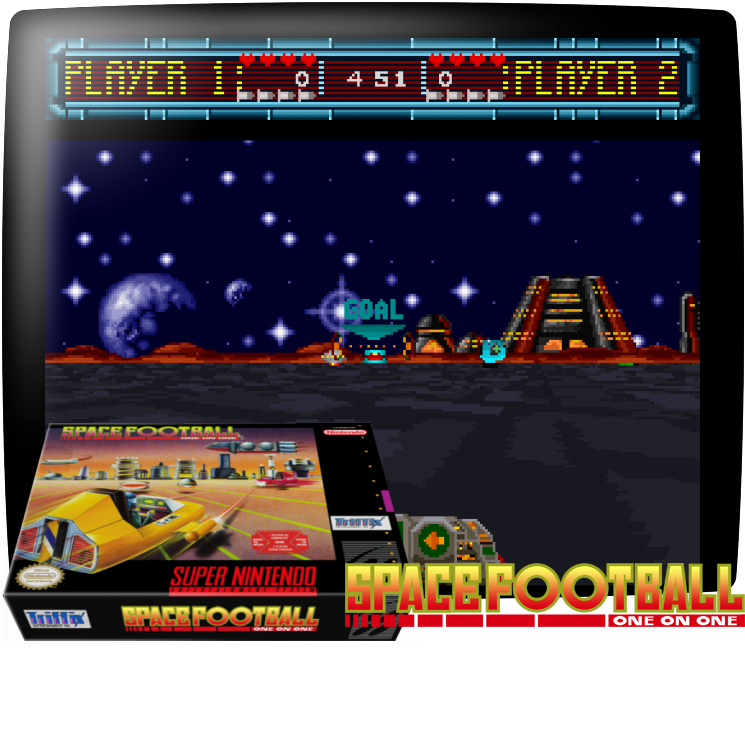 PLAYER 1 0 4 51 0 PLAYER 2
GOAL
SPACE FOOTBALL
ONE ON ONE
Nintendo
Triffix
SUPER NINTENDO
Triffix
SPACE FOOTBALL
ONE ON ONE
SPACE FOOTBALL
ONE ON ONE